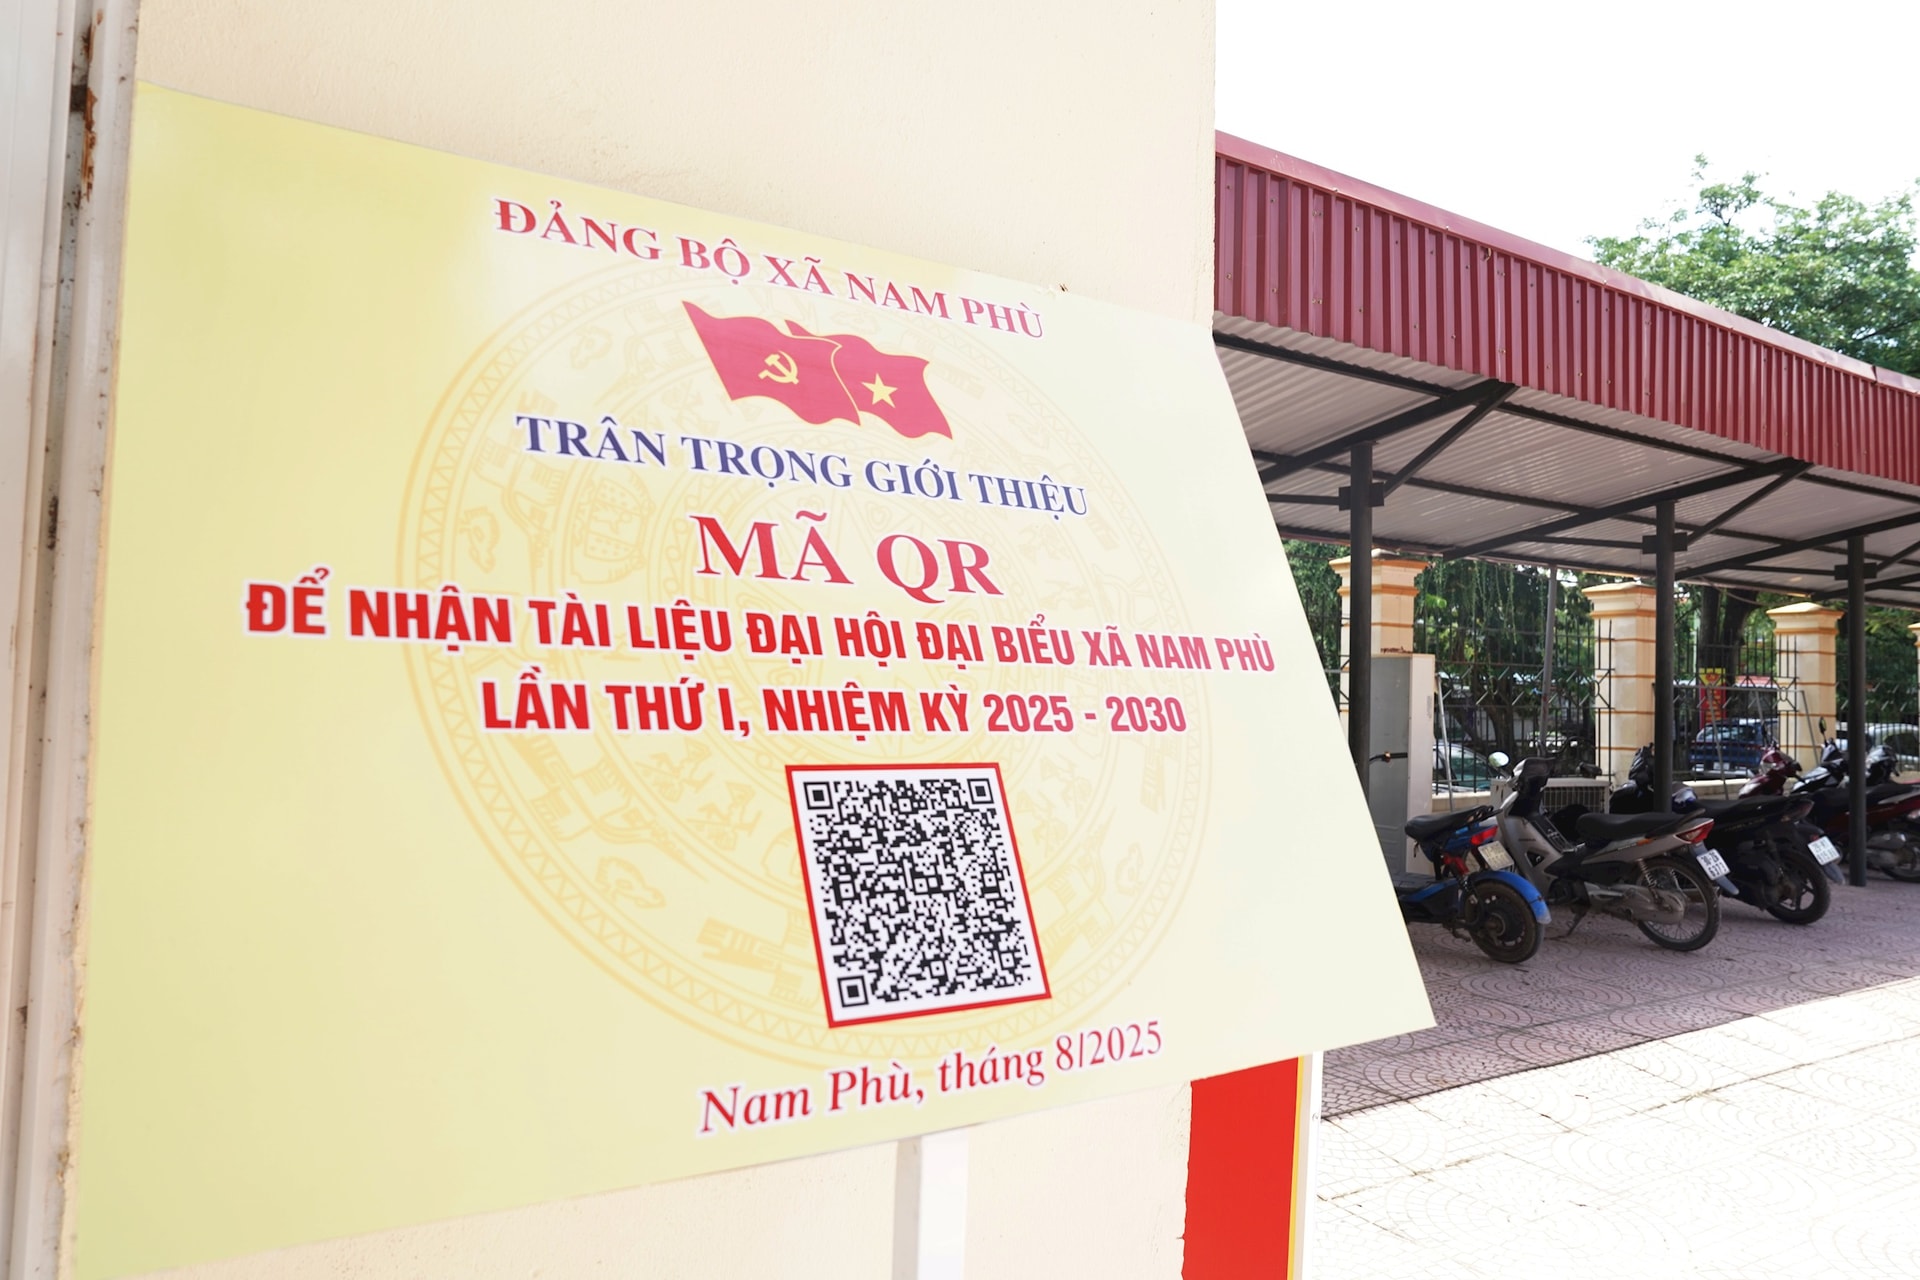 ĐẢNG BỘ XÃ NAM PHÙ
TRÂN TRỌNG GIỚI THIỆU
MÃ QR
ĐỂ NHẬN TÀI LIỆU ĐẠI HỘI ĐẠI BIỂU XÃ NAM PHÙ
LẦN THỨ I, NHIỆM KỲ 2025 - 2030
Nam Phù, tháng 8/2025